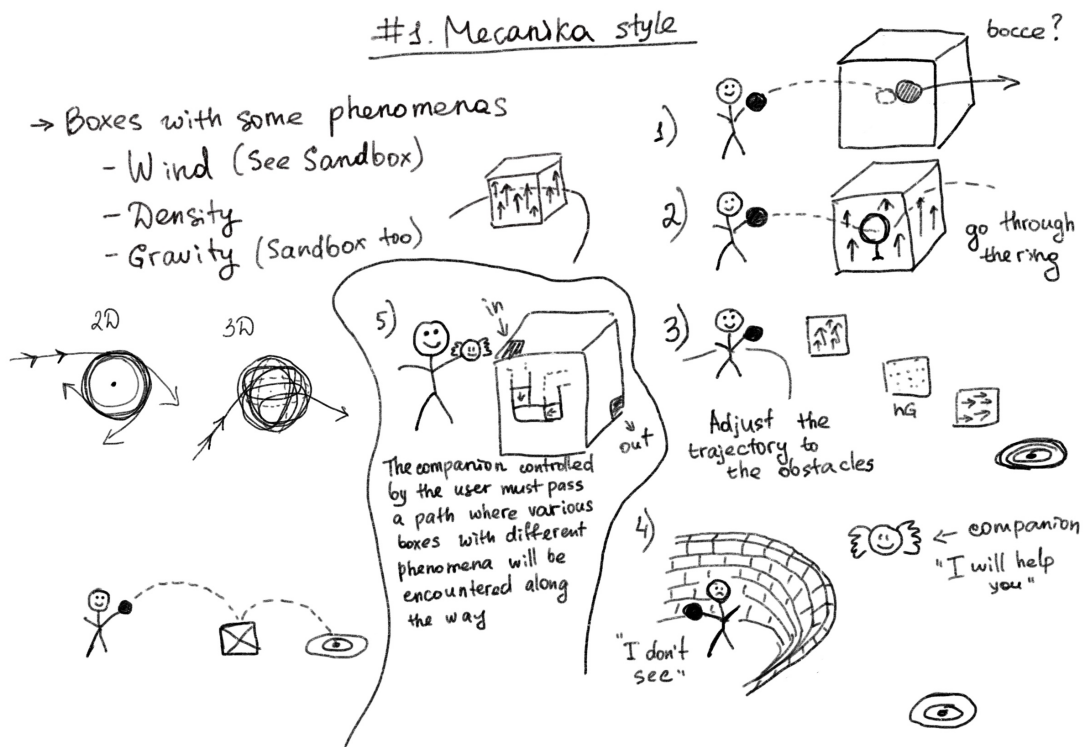 #1. Mecanika style
→ Boxes with some phenomenas
- Wind (See Sandbox)
- Density
- Gravity (Sandbox too)
2D
3D
bocce?
1)
2)
go through
the ring
3)
hG
Adjust the
trajectory to
the obstacles
4)
"I don't
see"
← companion
"I will help
you"
5)
in
out
The companion controlled
by the user must pass
a path where various
boxes with different
phenomena will be
encountered along
the way